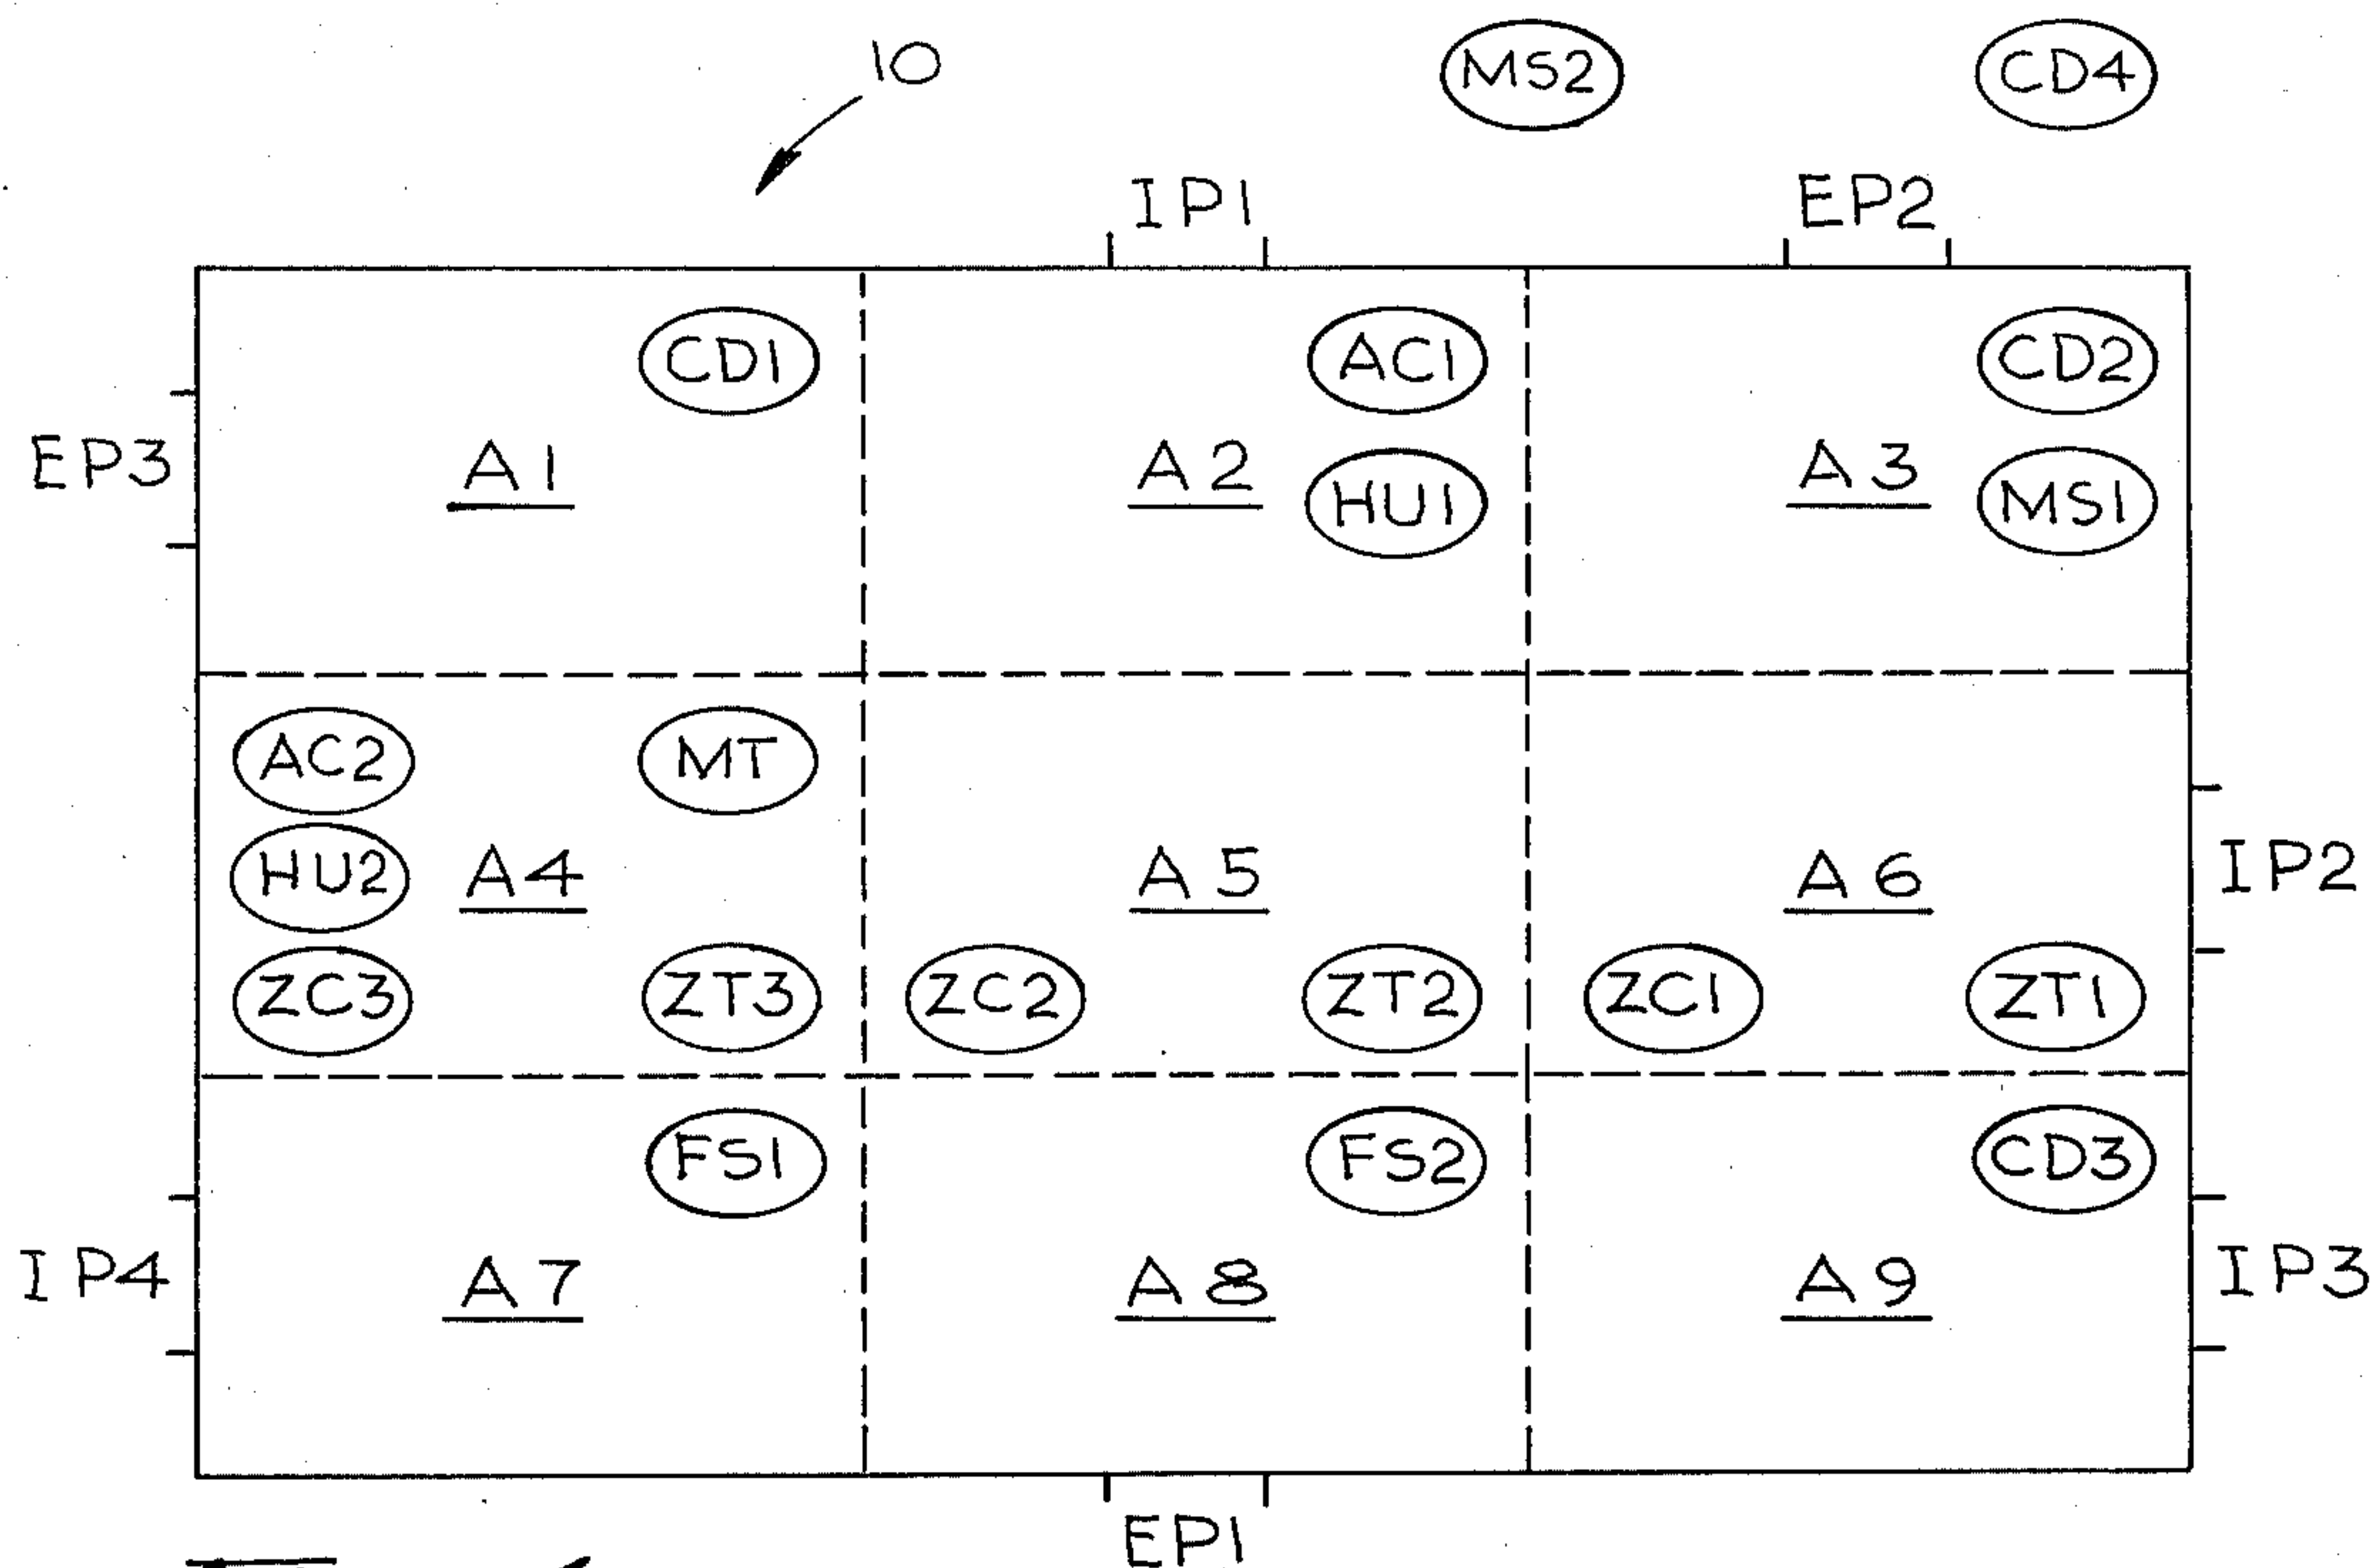 10
MS2
CD4
IP1
EP2
CD1
AC1
CD2
EP3
A1
A2
HU1
A3
MS1
AC2
MT
HU2
A4
A5
A6
IP2
ZC3
ZT3
ZC2
ZT2
ZC1
ZT1
FS1
FS2
CD3
IP4
A7
A8
A9
IP3
EP1